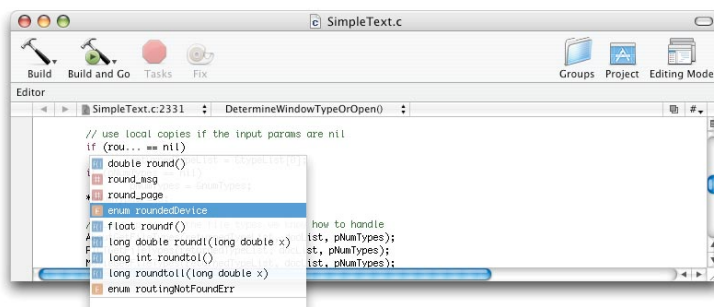 SimpleText.c
Build Build and Go Tasks Fix Groups Project Editing Mode
Editor
SimpleText.c:2331 DetermineWindowTypeOrOpen() #
// use local copies if the input params are nil
if (rou... == nil)
double round()
round_msg
round_page
enum roundedDevice
float roundf() how to handle
long double roundl(long double x) ist, pNumTypes);
long int roundtol() ist, pNumTypes);
long roundtoll(long double x) ist, pNumTypes);
enum routingNotFoundErr